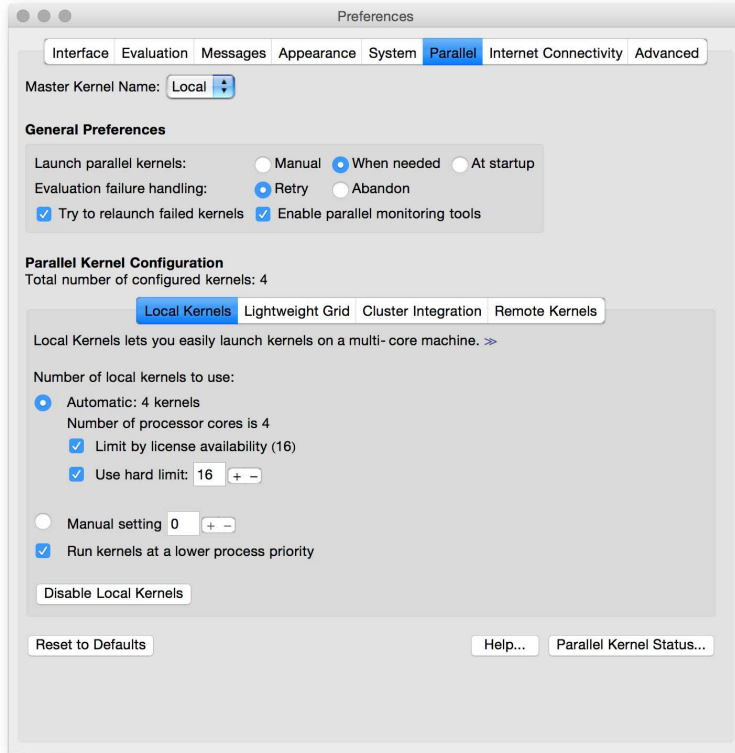 Preferences
Interface Evaluation Messages Appearance System Parallel Internet Connectivity Advanced
Master Kernel Name: Local
General Preferences
Launch parallel kernels: Manual When needed At startup
Evaluation failure handling: Retry Abandon
Try to relaunch failed kernels Enable parallel monitoring tools
Parallel Kernel Configuration
Total number of configured kernels: 4
Local Kernels Lightweight Grid Cluster Integration Remote Kernels
Local Kernels lets you easily launch kernels on a multi-core machine. ≫
Number of local kernels to use:
Automatic: 4 kernels
Number of processor cores is 4
Limit by license availability (16)
Use hard limit: 16 + −
Manual setting 0 + −
Run kernels at a lower process priority
Disable Local Kernels
Reset to Defaults Help... Parallel Kernel Status...